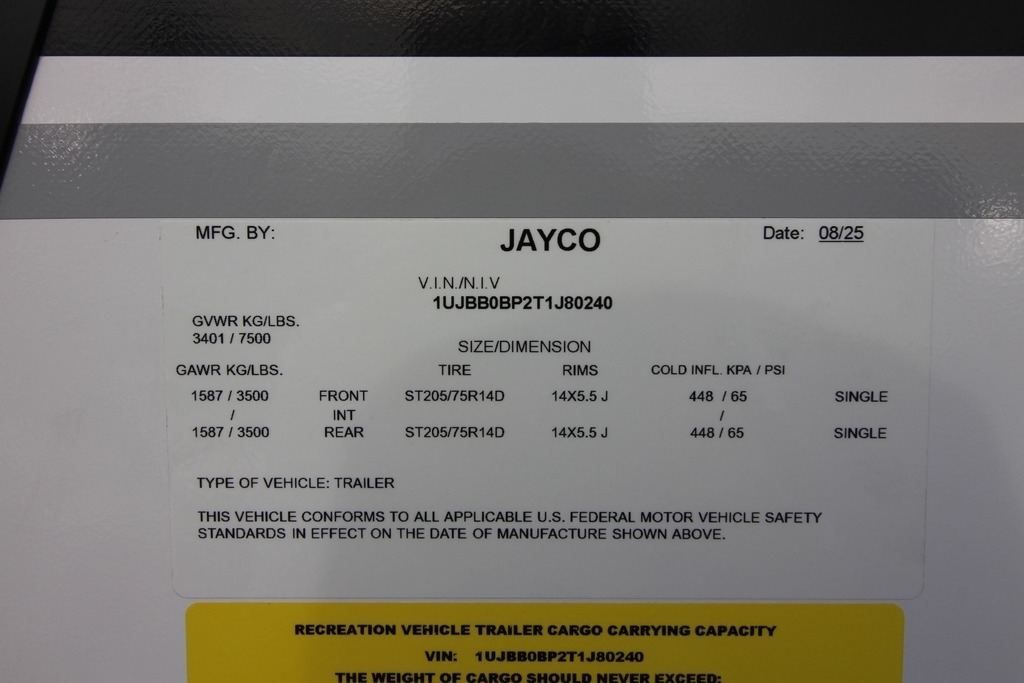 MFG. BY: JAYCO Date: 08/25
V.I.N./N.I.V
1UJBB0BP2T1J80240
GVWR KG/LBS.
3401 / 7500
SIZE/DIMENSION
GAWR KG/LBS. TIRE RIMS COLD INFL. KPA / PSI
1587 / 3500 FRONT ST205/75R14D 14X5.5 J 448 / 65 SINGLE
/ INT /
1587 / 3500 REAR ST205/75R14D 14X5.5 J 448 / 65 SINGLE
TYPE OF VEHICLE: TRAILER
THIS VEHICLE CONFORMS TO ALL APPLICABLE U.S. FEDERAL MOTOR VEHICLE SAFETY
STANDARDS IN EFFECT ON THE DATE OF MANUFACTURE SHOWN ABOVE.
RECREATION VEHICLE TRAILER CARGO CARRYING CAPACITY
VIN: 1UJBB0BP2T1J80240
THE WEIGHT OF CARGO SHOULD NEVER EXCEED: